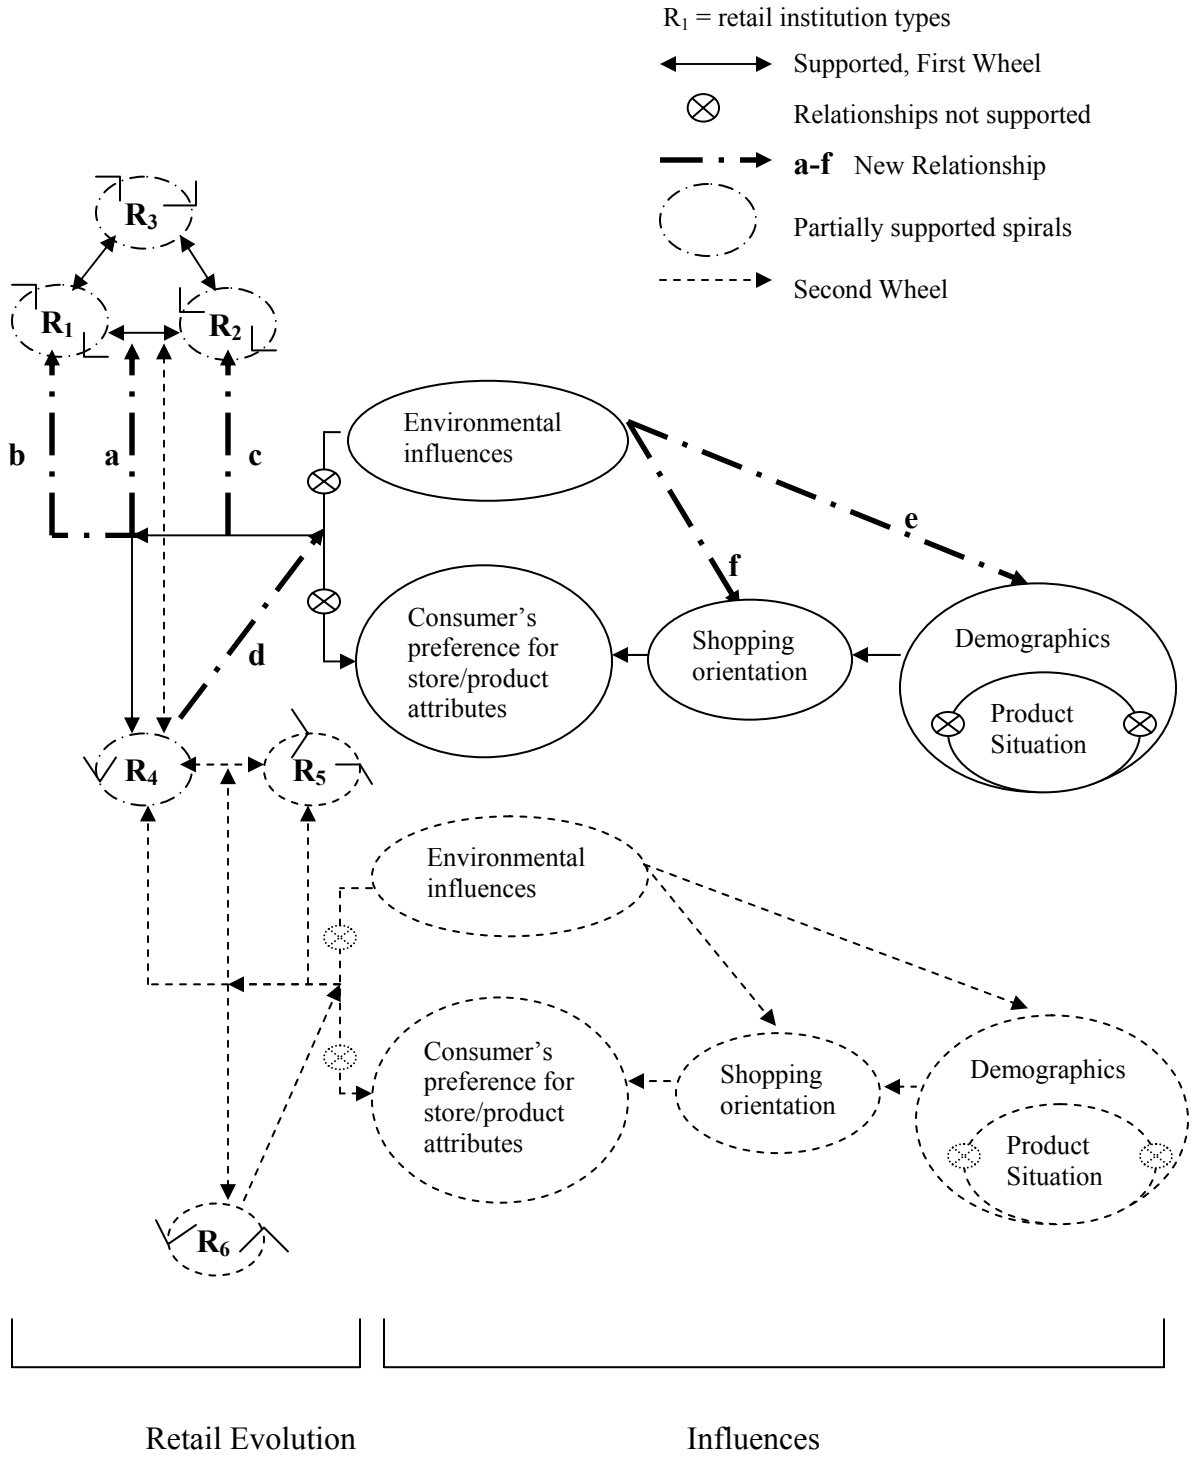 R₁ = retail institution types
Supported, First Wheel
Relationships not supported
a-f New Relationship
Partially supported spirals
Second Wheel
R₃
R₁
R₂
b
a
c
Environmental
influences
e
f
d
Consumer’s
preference for
store/product
attributes
Shopping
orientation
Demographics
Product
Situation
R₄
R₅
Environmental
influences
Consumer’s
preference for
store/product
attributes
Shopping
orientation
Demographics
Product
Situation
R₆
Retail Evolution
Influences